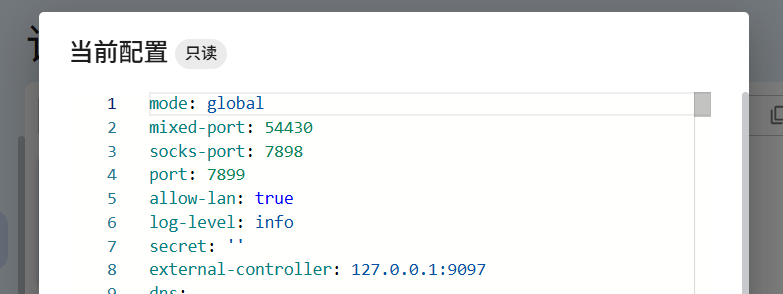 当前配置 只读
1 mode: global
2 mixed-port: 54430
3 socks-port: 7898
4 port: 7899
5 allow-lan: true
6 log-level: info
7 secret: ''
8 external-controller: 127.0.0.1:9097
9 dns: